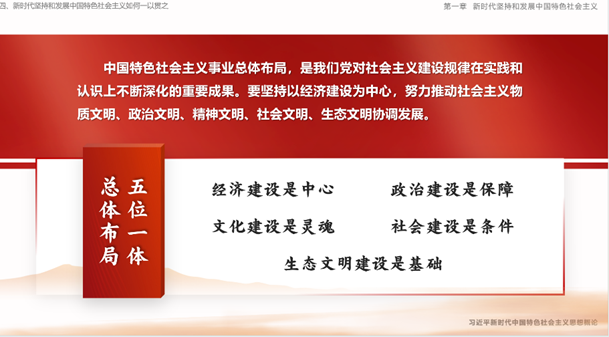 四、新时代坚持和发展中国特色社会主义如何一以贯之
第一章 新时代坚持和发展中国特色社会主义
中国特色社会主义事业总体布局，是我们党对社会主义建设规律在实践和
认识上不断深化的重要成果。要坚持以经济建设为中心，努力推动社会主义物
质文明、政治文明、精神文明、社会文明、生态文明协调发展。
五位一体
总体布局
经济建设是中心 政治建设是保障
文化建设是灵魂 社会建设是条件
生态文明建设是基础
习近平新时代中国特色社会主义思想概论